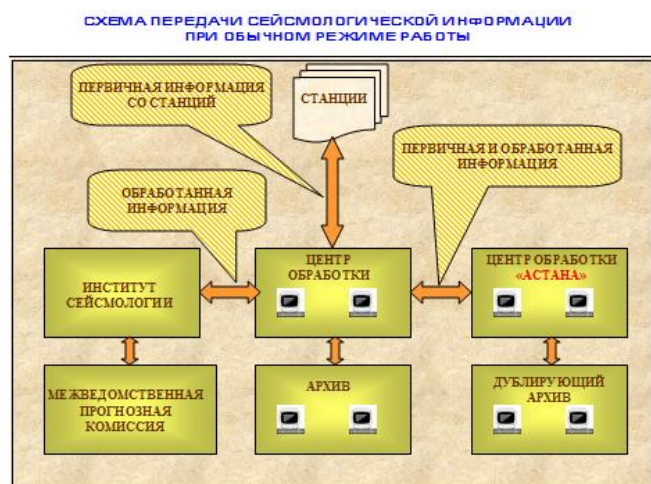 СХЕМА ПЕРЕДАЧИ СЕЙСМОЛОГИЧЕСКОЙ ИНФОРМАЦИИ
ПРИ ОБЫЧНОМ РЕЖИМЕ РАБОТЫ
ПЕРВИЧНАЯ ИНФОРМАЦИЯ
СО СТАНЦИЙ
СТАНЦИИ
ПЕРВИЧНАЯ И ОБРАБОТАННАЯ
ИНФОРМАЦИЯ
ОБРАБОТАННАЯ
ИНФОРМАЦИЯ
ИНСТИТУТ
СЕЙСМОЛОГИИ
ЦЕНТР
ОБРАБОТКИ
ЦЕНТР ОБРАБОТКИ
«АСТАНА»
МЕЖВЕДОМСТВЕННАЯ
ПРОГНОЗНАЯ
КОМИССИЯ
АРХИВ
ДУБЛИРУЮЩИЙ
АРХИВ